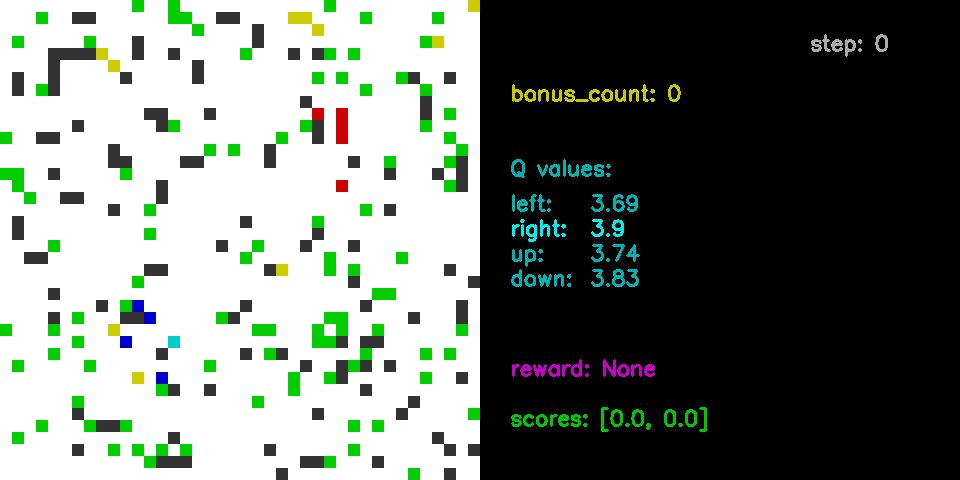 step: 0
bonus_count: 0
Q values:
left: 3.69
right: 3.9
up: 3.74
down: 3.83
reward: None
scores: [0.0, 0.0]